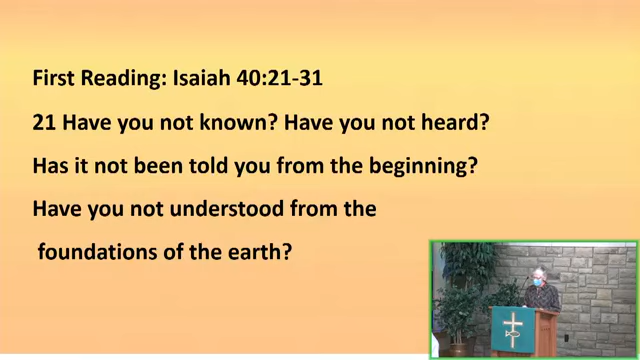 First Reading: Isaiah 40:21-31
21 Have you not known? Have you not heard?
Has it not been told you from the beginning?
Have you not understood from the
foundations of the earth?